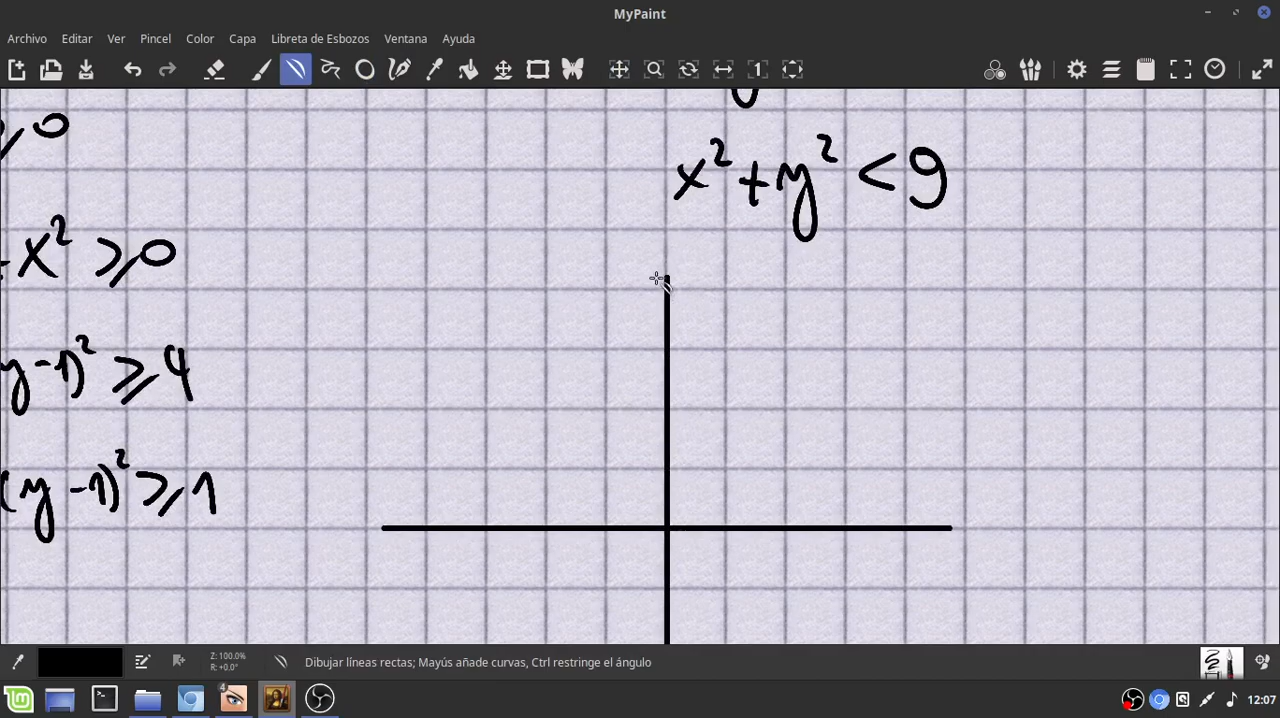 MyPaint
Archivo Editar Ver Pincel Color Capa Libreta de Esbozos Ventana Ayuda
≥ 0
x² + y² < 9
x² ≥ 0
y - 1)² ≥ 4
(y - 1)² ≥ 1
Z: 100.0%
R: +0.0°
Dibujar líneas rectas; Mayús añade curvas, Ctrl restringe el ángulo
4
12:07